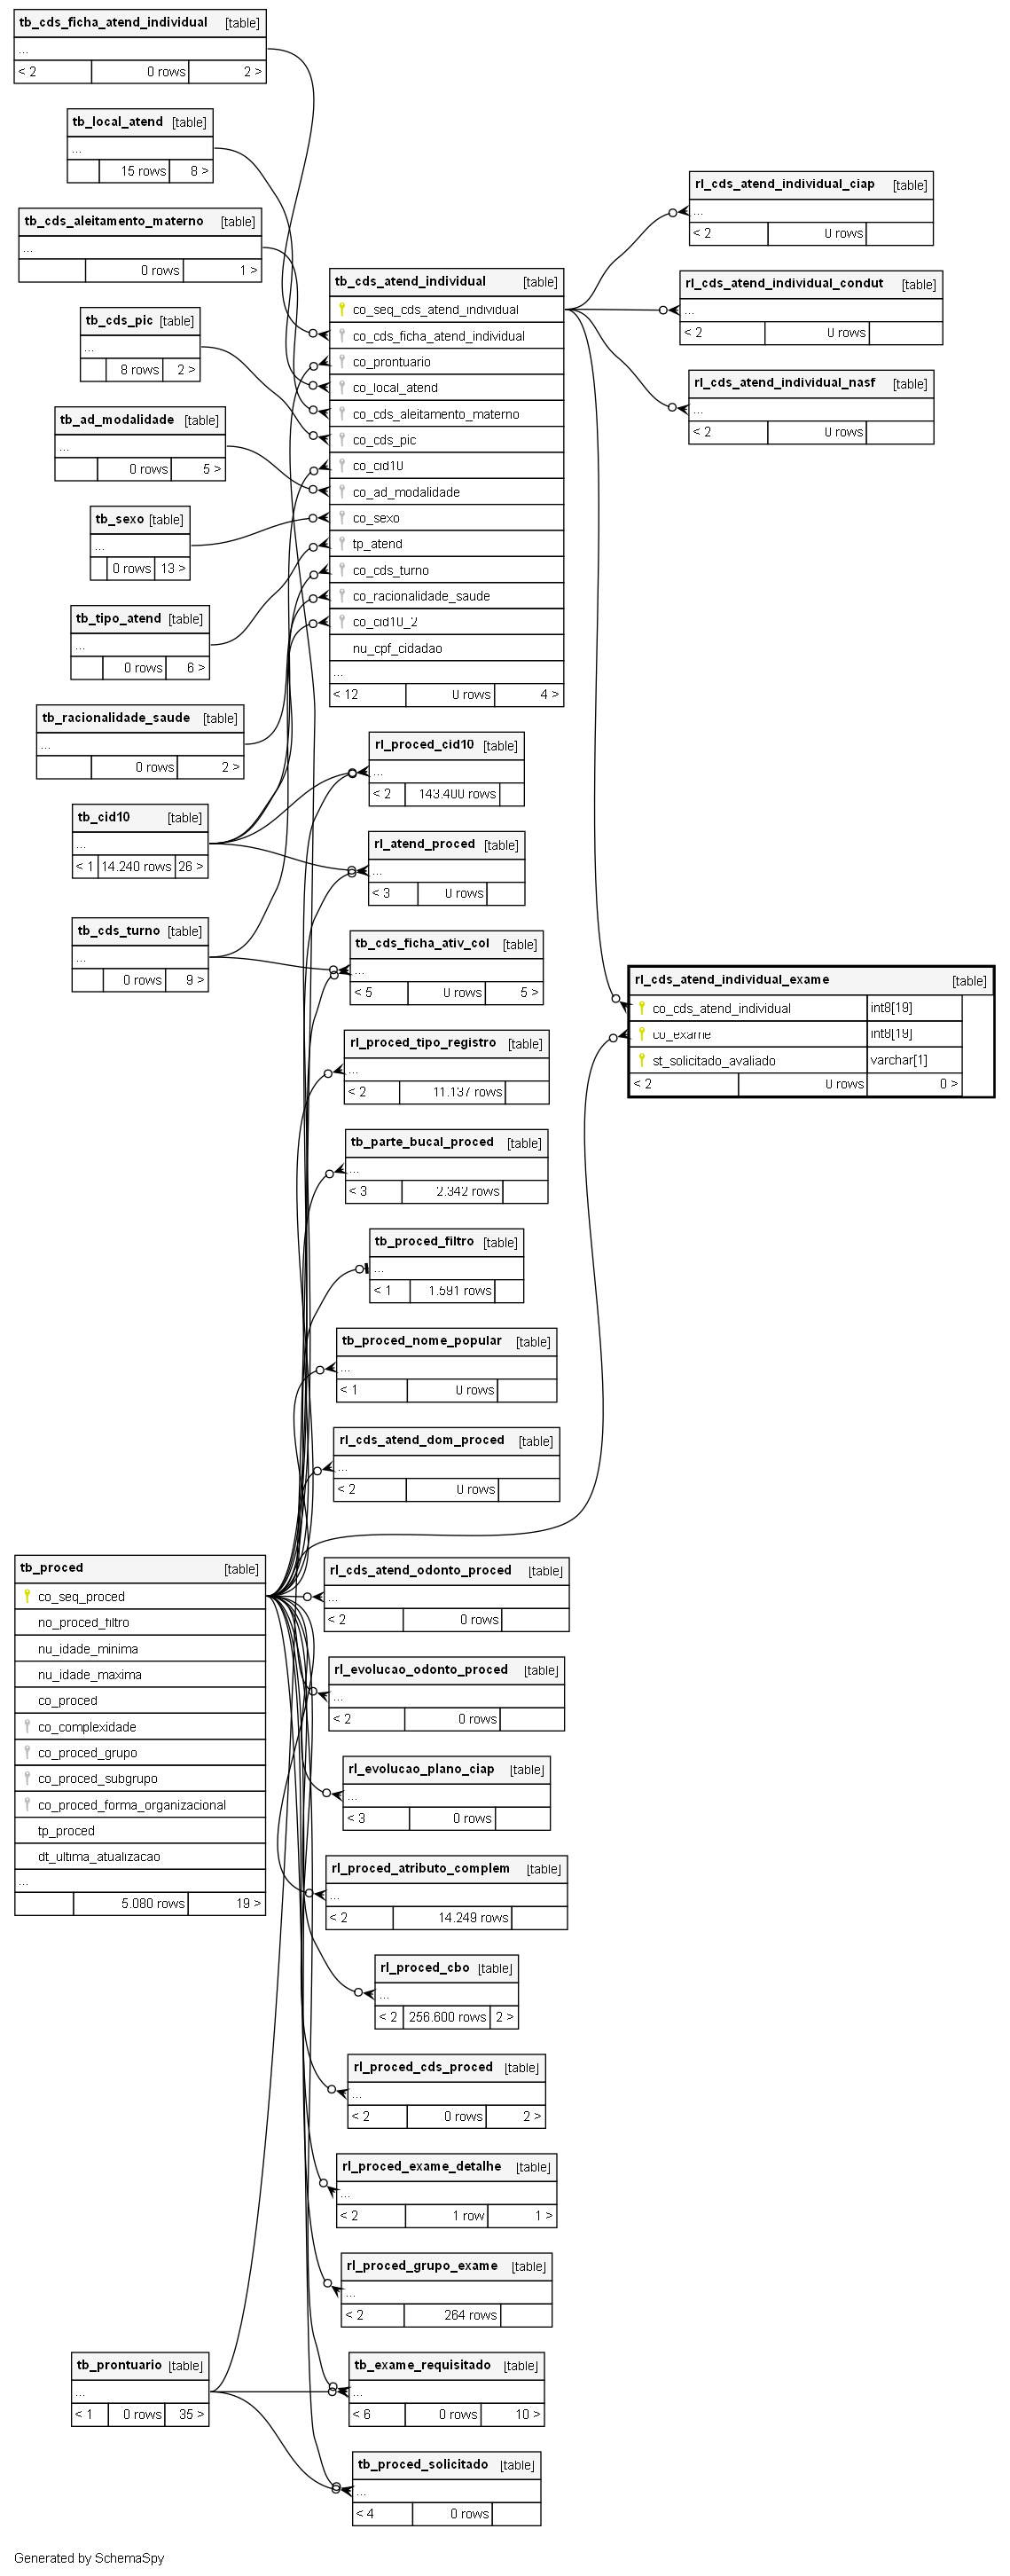 tb_cds_ficha_atend_individual [table]
...
< 2 0 rows 2 >
tb_local_atend [table]
...
15 rows 8 >
tb_cds_aleitamento_materno [table]
...
0 rows 1 >
tb_cds_pic [table]
...
8 rows 2 >
tb_ad_modalidade [table]
...
0 rows 5 >
tb_sexo [table]
...
0 rows 13 >
tb_tipo_atend [table]
...
0 rows 6 >
tb_racionalidade_saude [table]
...
0 rows 2 >
tb_cid10 [table]
...
< 1 14.240 rows 26 >
tb_cds_turno [table]
...
0 rows 9 >
tb_cds_atend_individual [table]
co_seq_cds_atend_individual
co_cds_ficha_atend_individual
co_prontuario
co_local_atend
co_cds_aleitamento_materno
co_cds_pic
co_cid10
co_ad_modalidade
co_sexo
tp_atend
co_cds_turno
co_racionalidade_saude
co_cid10_2
nu_cpf_cidadao
...
< 12 0 rows 4 >
rl_cds_atend_individual_ciap [table]
...
< 2 0 rows
rl_cds_atend_individual_condut [table]
...
< 2 0 rows
rl_cds_atend_individual_nasf [table]
...
< 2 0 rows
rl_proced_cid10 [table]
...
< 2 143.400 rows
rl_atend_proced [table]
...
< 3 0 rows
tb_cds_ficha_ativ_col [table]
...
< 5 0 rows 5 >
rl_cds_atend_individual_exame [table]
co_cds_atend_individual int8[19]
co_exame int8[19]
st_solicitado_avaliado varchar[1]
< 2 0 rows 0 >
rl_proced_tipo_registro [table]
...
< 2 11.137 rows
tb_parte_bucal_proced [table]
...
< 3 2.342 rows
tb_proced_filtro [table]
...
< 1 1.591 rows
tb_proced_nome_popular [table]
...
< 1 0 rows
rl_cds_atend_dom_proced [table]
...
< 2 0 rows
tb_proced [table]
co_seq_proced
no_proced_filtro
nu_idade_minima
nu_idade_maxima
co_proced
co_complexidade
co_proced_grupo
co_proced_subgrupo
co_proced_forma_organizacional
tp_proced
dt_ultima_atualizacao
...
5.080 rows 19 >
rl_cds_atend_odonto_proced [table]
...
< 2 0 rows
rl_evolucao_odonto_proced [table]
...
< 2 0 rows
rl_evolucao_plano_ciap [table]
...
< 3 0 rows
rl_proced_atributo_complem [table]
...
< 2 14.249 rows
rl_proced_cbo [table]
...
< 2 256.600 rows 2 >
rl_proced_cds_proced [table]
...
< 2 0 rows 2 >
rl_proced_exame_detalhe [table]
...
< 2 1 row 1 >
rl_proced_grupo_exame [table]
...
< 2 264 rows
tb_prontuario [table]
...
< 1 0 rows 35 >
tb_exame_requisitado [table]
...
< 6 0 rows 10 >
tb_proced_solicitado [table]
...
< 4 0 rows
Generated by SchemaSpy